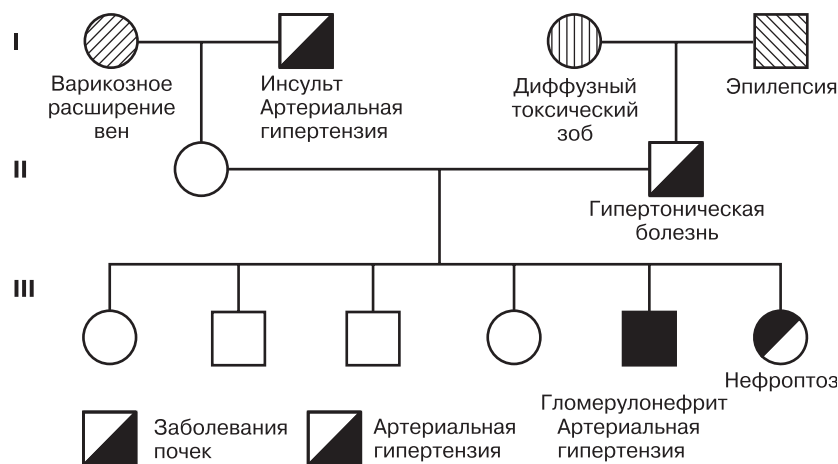 I
Варикозное
расширение
вен
Инсульт
Артериальная
гипертензия
Диффузный
токсический
зоб
Эпилепсия
II
Гипертоническая
болезнь
III
Нефроптоз
Гломерулонефрит
Артериальная
гипертензия
Заболевания
почек
Артериальная
гипертензия